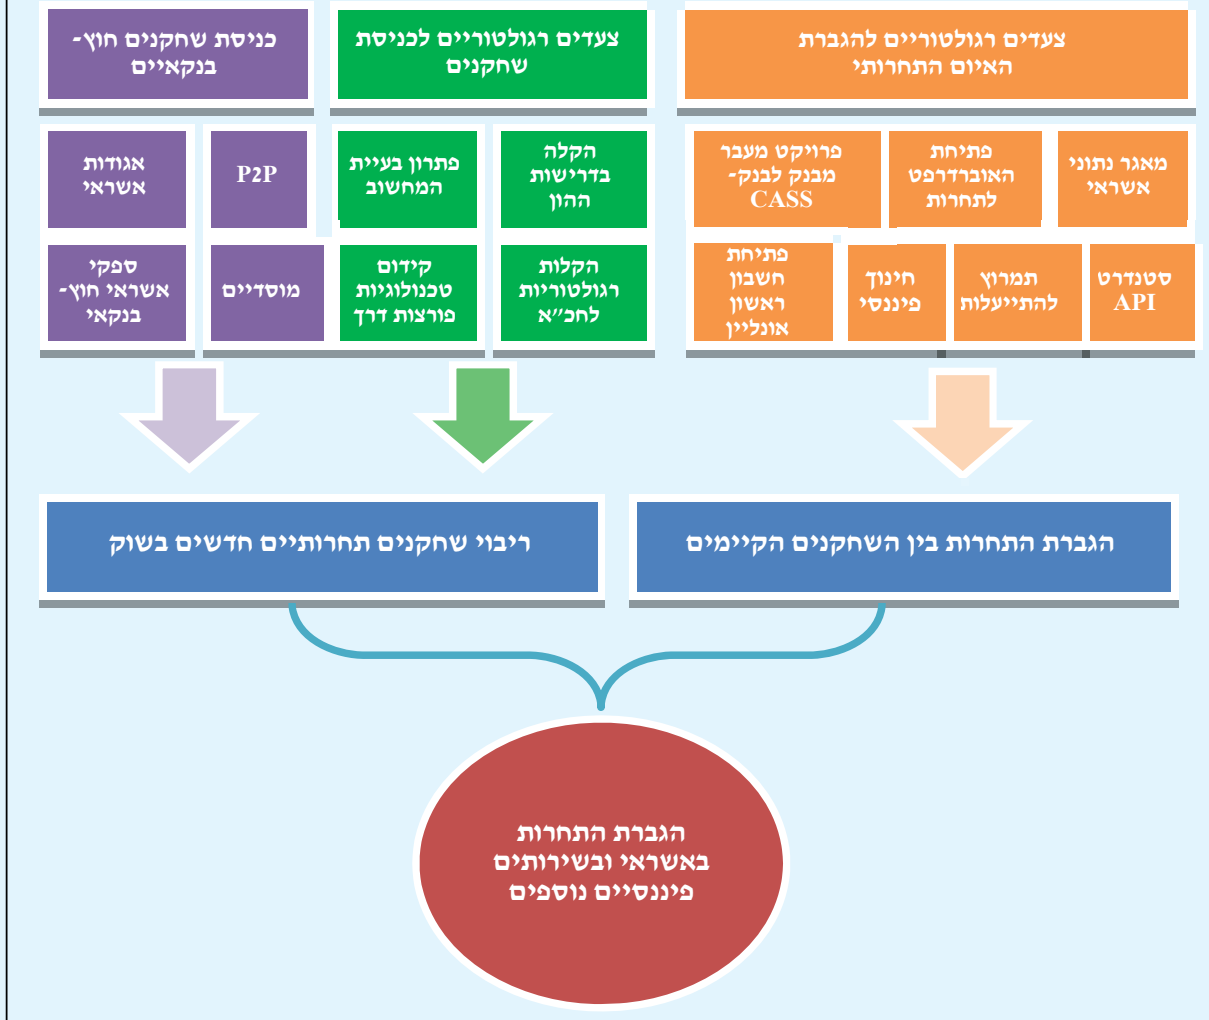 צעדים רגולטוריים להגברת
האיום התחרותי
צעדים רגולטוריים לכניסת
שחקנים
כניסת שחקנים חוץ-
בנקאיים
מאגר נתוני
אשראי
פתיחת
האוברדרפט
לתחרות
פרויקט מעבר
מבנק לבנק-
CASS
הקלה
בדרישות
ההון
פתרון בעיית
המחשוב
P2P
אגודות
אשראי
סטנדרט
API
תמרוץ
להתייעלות
חינוך
פיננסי
פתיחת
חשבון
ראשון
אונליין
הקלות
רגולטוריות
לחכ״א
קידום
טכנולוגיות
פורצות דרך
מוסדיים
ספקי
אשראי חוץ-
בנקאי
הגברת התחרות בין השחקנים הקיימים
ריבוי שחקנים תחרותיים חדשים בשוק
הגברת התחרות
באשראי ובשירותים
פיננסיים נוספים